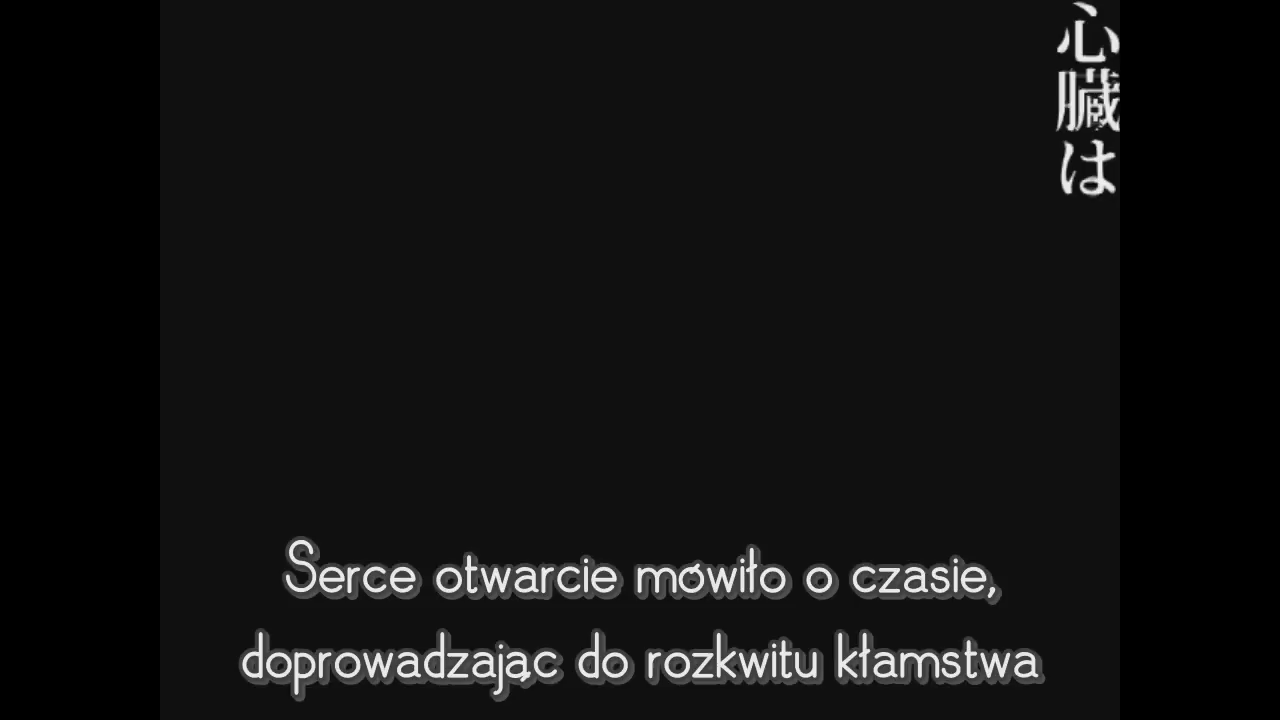 心臓は
Serce otwarcie mówiło o czasie,
doprowadzając do rozkwitu kłamstwa